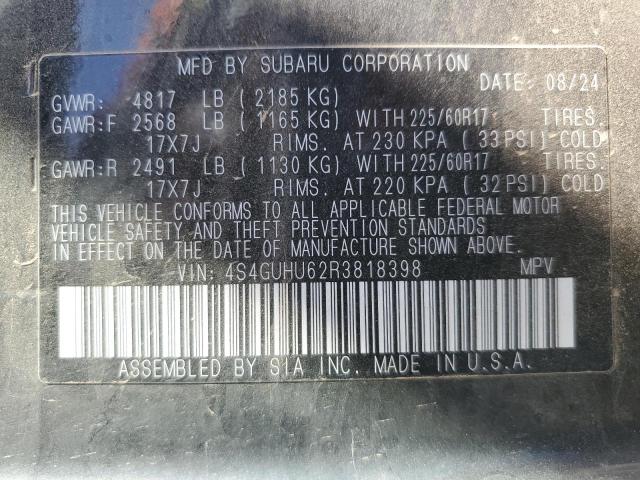 MFD BY SUBARU CORPORATION
DATE: 08/24
GVWR: 4817 LB ( 2185 KG)
GAWR:F 2568 LB ( 1165 KG) WITH 225/60R17 TIRES.
17X7J RIMS. AT 230 KPA ( 33 PSI) COLD
GAWR:R 2491 LB ( 1130 KG) WITH 225/60R17 TIRES.
17X7J RIMS. AT 220 KPA ( 32 PSI) COLD
THIS VEHICLE CONFORMS TO ALL APPLICABLE FEDERAL MOTOR
VEHICLE SAFETY AND THEFT PREVENTION STANDARDS
IN EFFECT ON THE DATE OF MANUFACTURE SHOWN ABOVE.
VIN: 4S4GUHU62R3818398 MPV
ASSEMBLED BY SIA INC. MADE IN U.S.A.